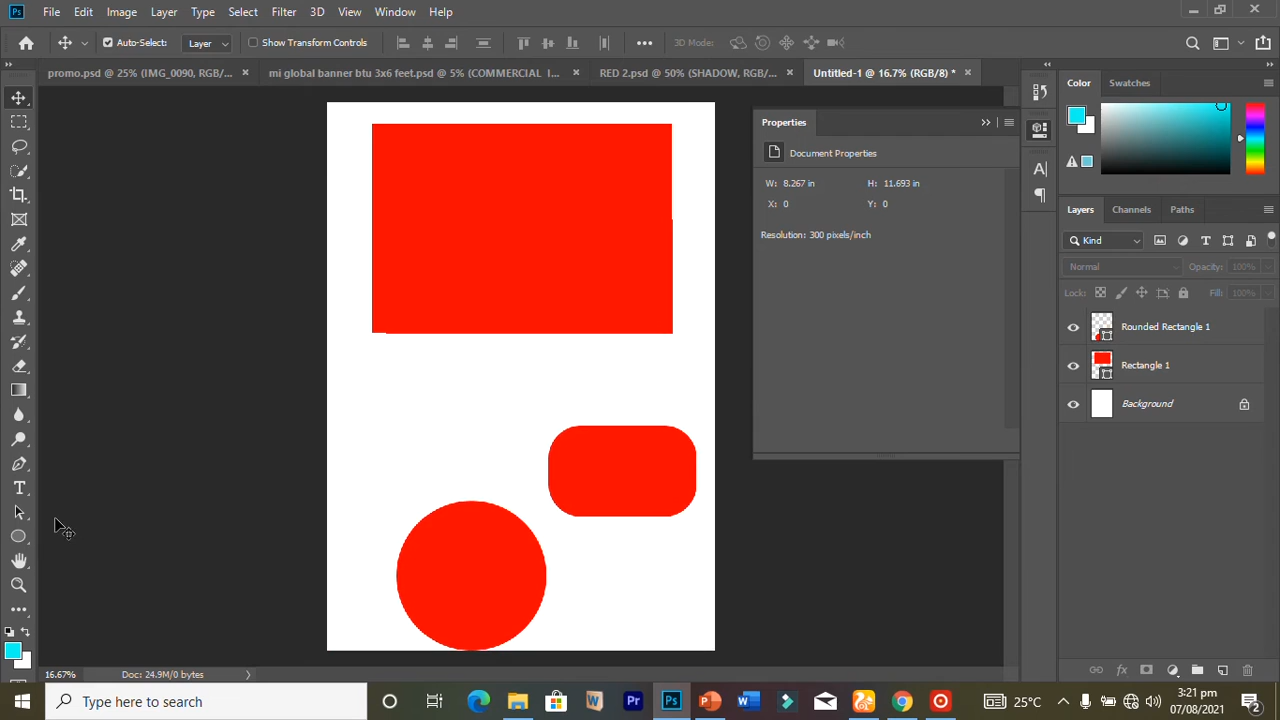 Ps File Edit Image Layer Type Select Filter 3D View Window Help
Auto-Select: Layer Show Transform Controls 3D Mode:
promo.psd @ 25% (IMG_0090, RGB/... × mi global banner btu 3x6 feet.psd @ 5% (COMMERCIAL I... × RED 2.psd @ 50% (SHADOW, RGB/... × Untitled-1 @ 16.7% (RGB/8) * ×
Color Swatches
Properties
Document Properties
W: 8.267 in H: 11.693 in
X: 0 Y: 0
Resolution: 300 pixels/inch
Layers Channels Paths
Kind
Normal Opacity: 100%
Lock: Fill: 100%
Rounded Rectangle 1
Rectangle 1
Background
16.67% Doc: 24.9M/0 bytes
Type here to search
25°C
3:21 pm
07/08/2021
2